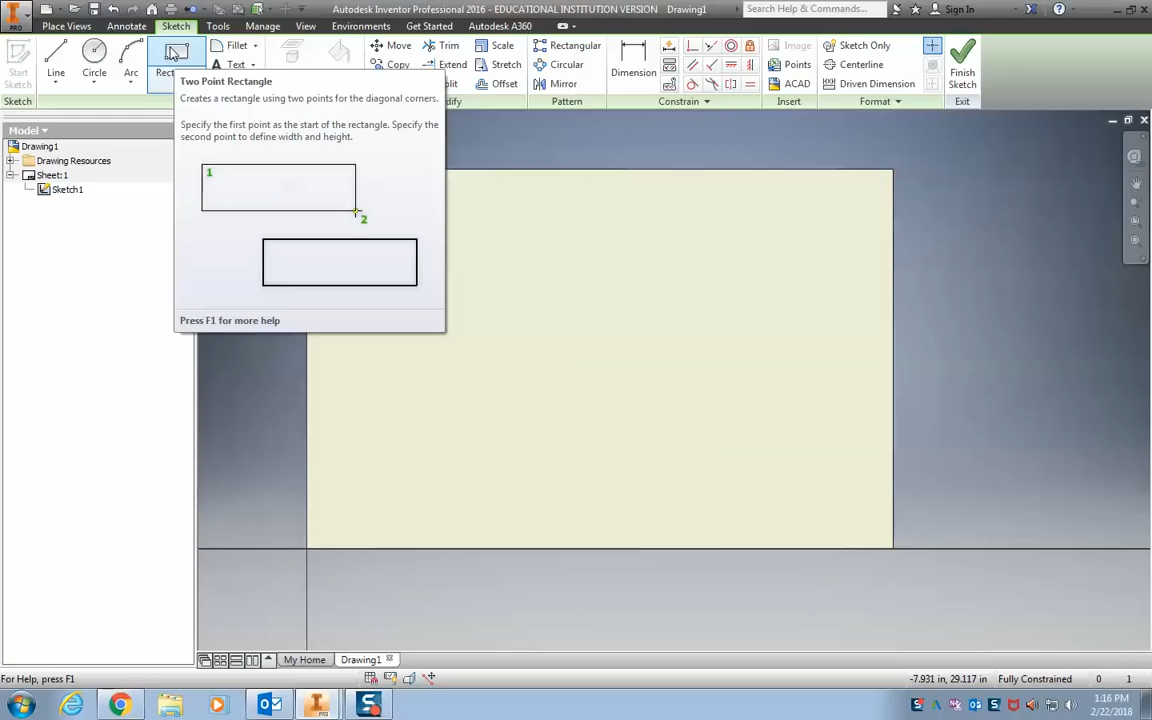 Autodesk Inventor Professional 2016 - EDUCATIONAL INSTITUTION VERSION Drawing1
Search Help & Commands...
Sign In
PRO
Place Views Annotate Sketch Tools Manage View Environments Get Started Autodesk A360
Start
Sketch
Line
Circle
Arc
Rect
Fillet
Text
Move
Copy
Trim
Extend
Split
Scale
Stretch
Offset
Rectangular
Circular
Mirror
Dimension
Image
Points
ACAD
Sketch Only
Centerline
Driven Dimension
Finish
Sketch
Sketch
Pattern
Constrain
Insert
Format
Exit
Two Point Rectangle
Creates a rectangle using two points for the diagonal corners.
Specify the first point as the start of the rectangle. Specify the
second point to define width and height.
1
2
Press F1 for more help
Model
Drawing1
Drawing Resources
Sheet:1
Sketch1
My Home
Drawing1
For Help, press F1
-7.931 in, 29.117 in Fully Constrained 0 1
PRO
1:16 PM
2/22/2018